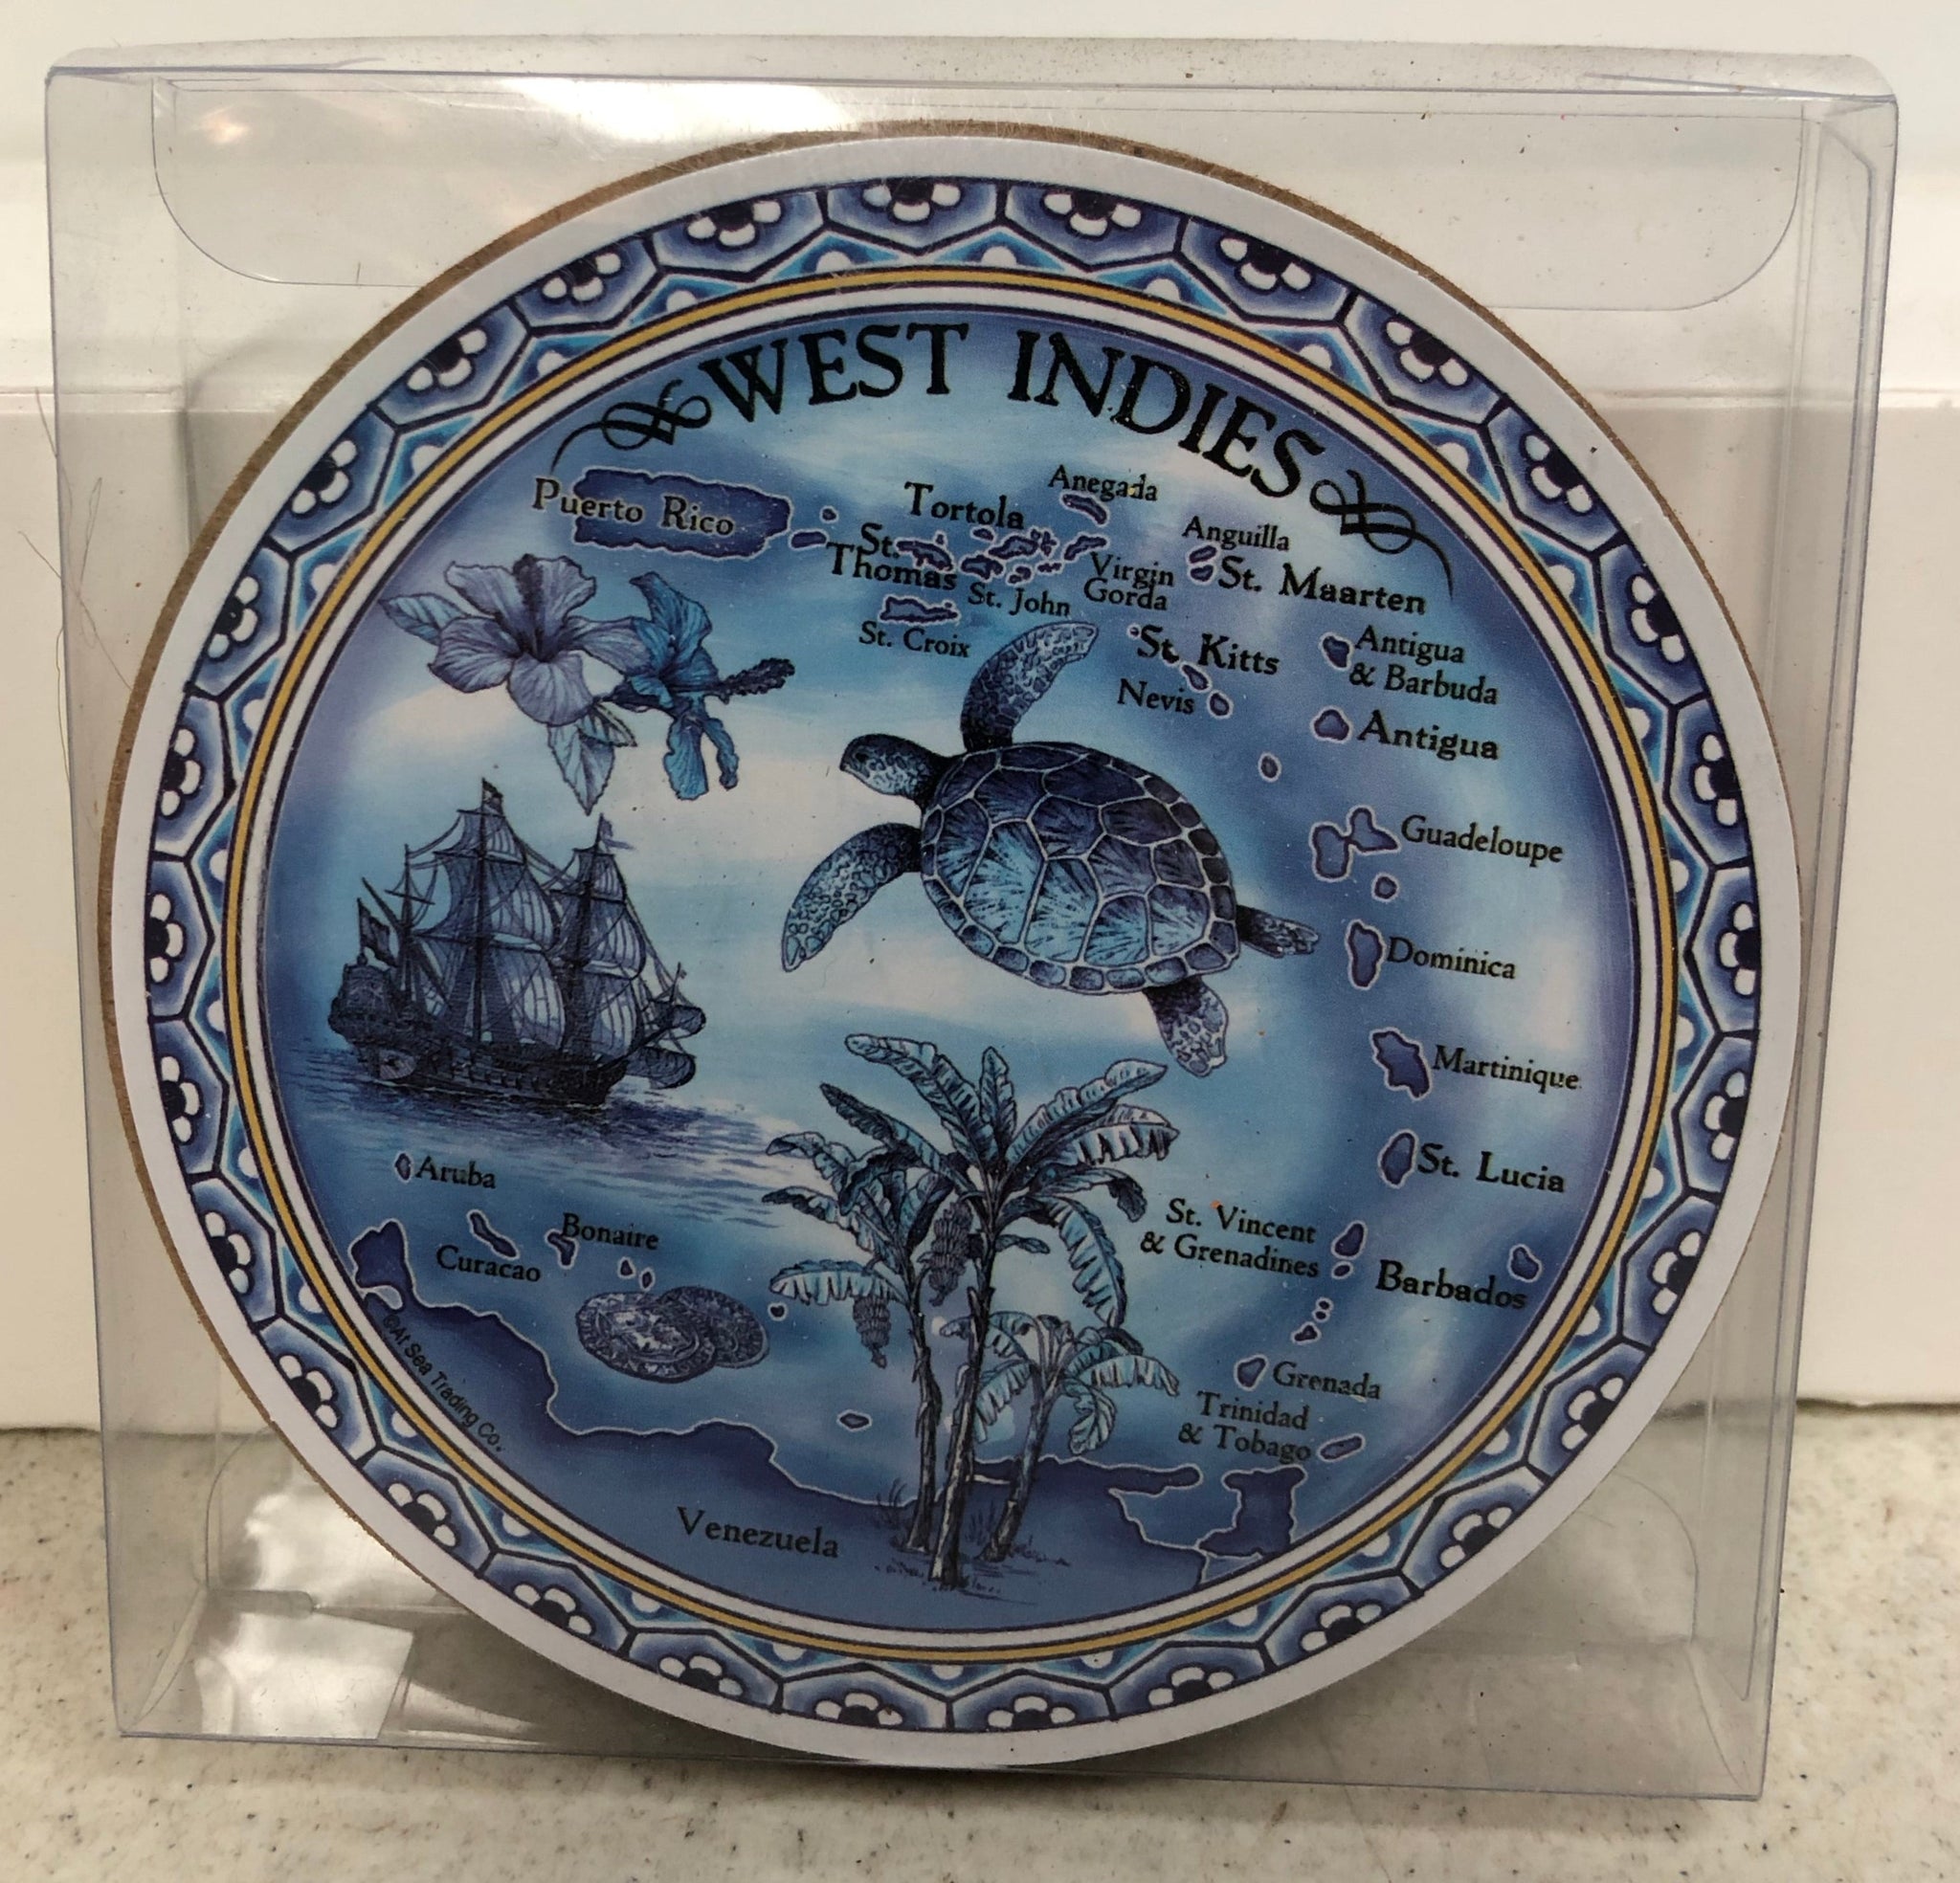 WEST INDIES
Puerto Rico
Tortola
Anegada
St.
Thomas
St. John
Virgin
Gorda
Anguilla
St. Maarten
St. Croix
St. Kitts
Nevis
Antigua
& Barbuda
Antigua
Guadeloupe
Dominica
Martinique
St. Lucia
St. Vincent
& Grenadines
Barbados
Grenada
Trinidad
& Tobago
Aruba
Bonaire
Curacao
Venezuela
©At Sea Trading Co.